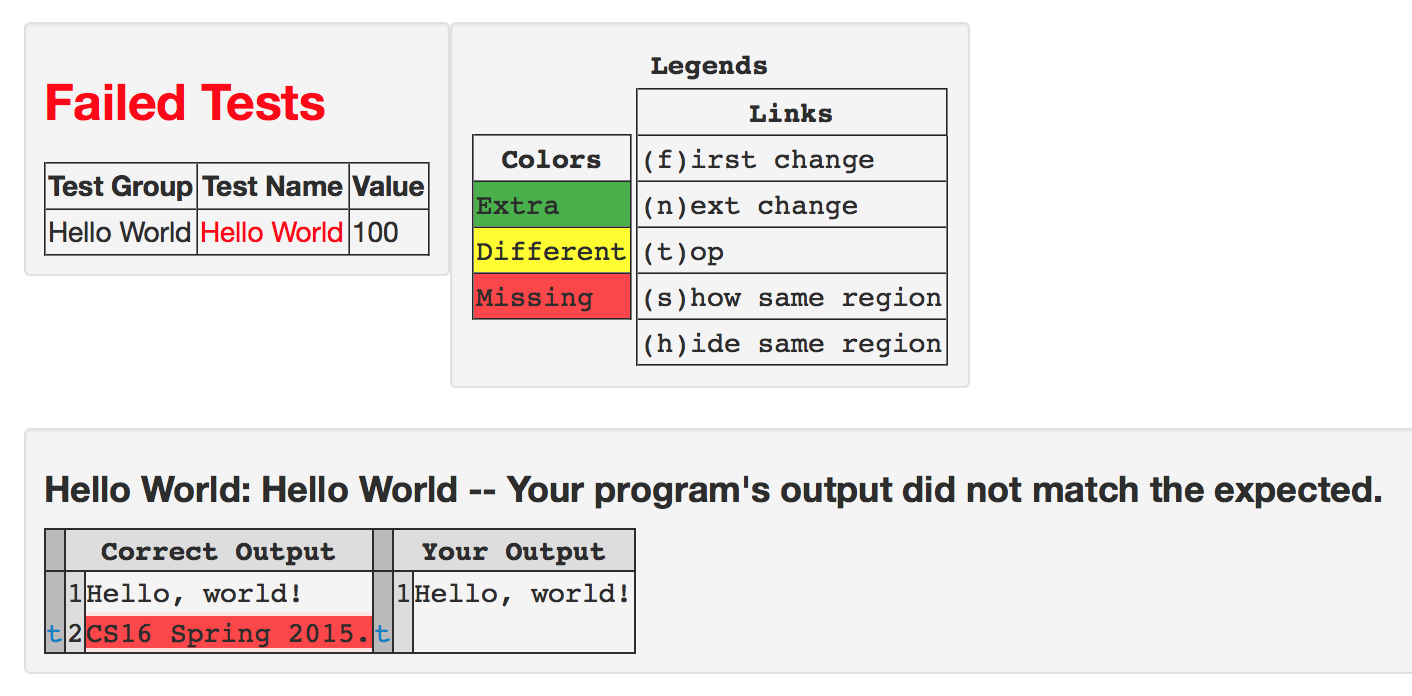 Failed Tests
Test Group Test Name Value
Hello World Hello World 100
Legends
Links
Colors
(f)irst change
Extra
(n)ext change
Different
(t)op
Missing
(s)how same region
(h)ide same region
Hello World: Hello World -- Your program's output did not match the expected.
Correct Output Your Output
1 Hello, world! 1 Hello, world!
t 2 CS16 Spring 2015. t